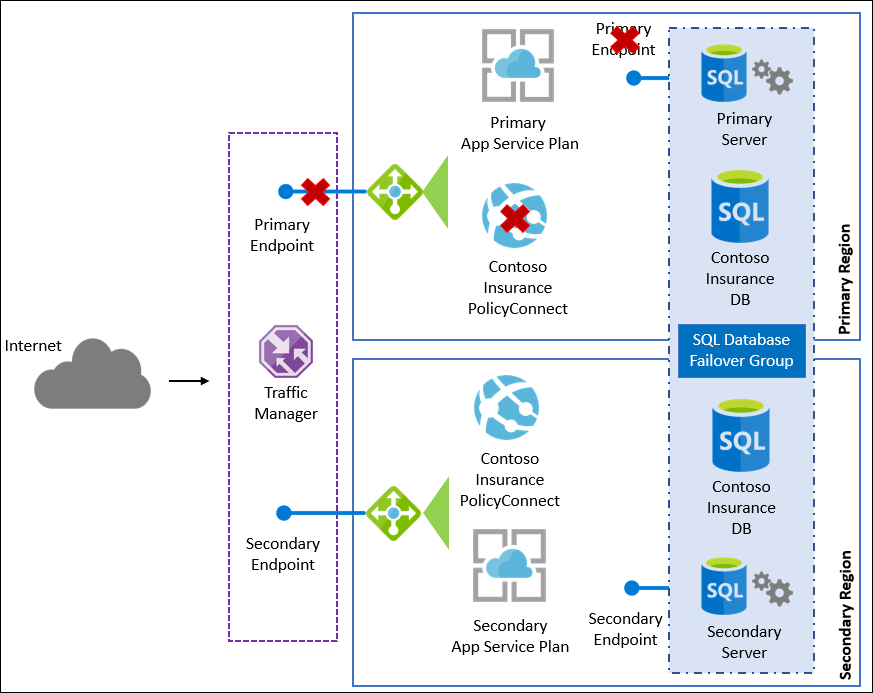 Internet
Primary
Endpoint
Traffic
Manager
Secondary
Endpoint
Primary
App Service Plan
Contoso
Insurance
PolicyConnect
Primary
Endpoint
SQL
Primary
Server
SQL
Contoso
Insurance
DB
Primary Region
SQL Database
Failover Group
Contoso
Insurance
PolicyConnect
Secondary
App Service Plan
Secondary
Endpoint
SQL
Contoso
Insurance
DB
SQL
Secondary
Server
Secondary Region